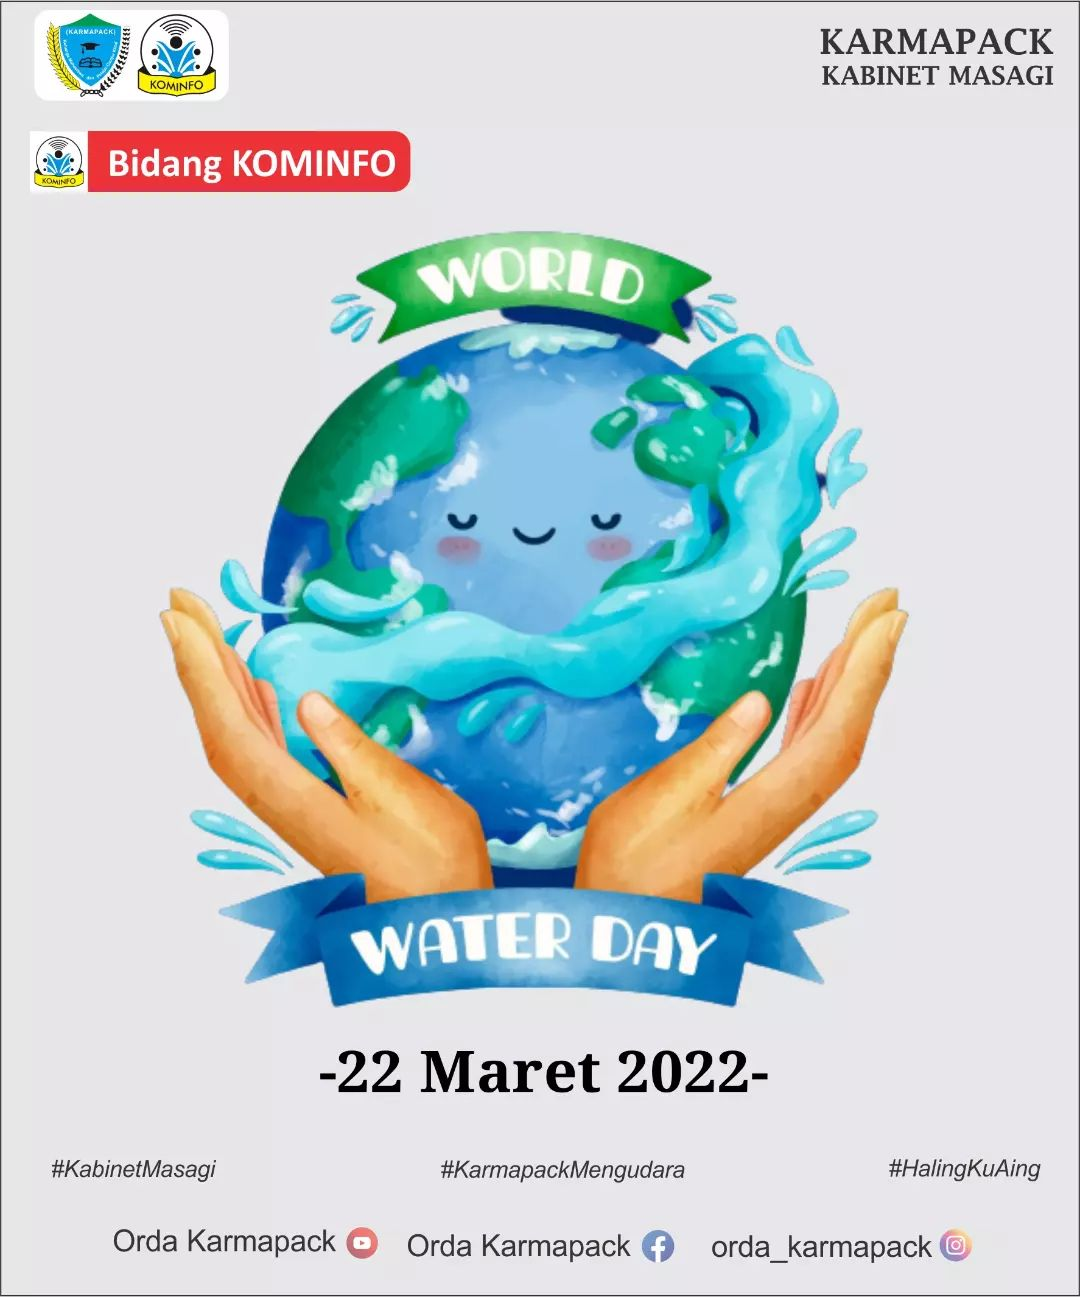 (KARMAPACK)
KOMINFO
KARMAPACK
KABINET MASAGI
KOMINFO
Bidang KOMINFO
WORLD
WATER DAY
-22 Maret 2022-
#KabinetMasagi
#KarmapackMengudara
#HalingKuAing
Orda Karmapack
Orda Karmapack
orda_karmapack